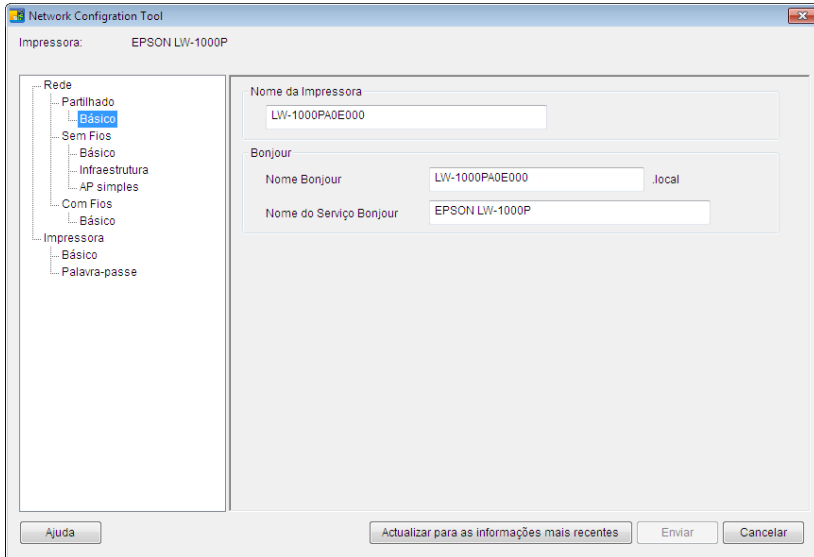 Network Configration Tool
Impressora: EPSON LW-1000P
Rede
Partilhado
Básico
Sem Fios
Básico
Infraestrutura
AP simples
Com Fios
Básico
Impressora
Básico
Palavra-passe
Nome da Impressora
LW-1000PA0E000
Bonjour
Nome Bonjour LW-1000PA0E000 .local
Nome do Serviço Bonjour EPSON LW-1000P
Ajuda Actualizar para as informações mais recentes Enviar Cancelar